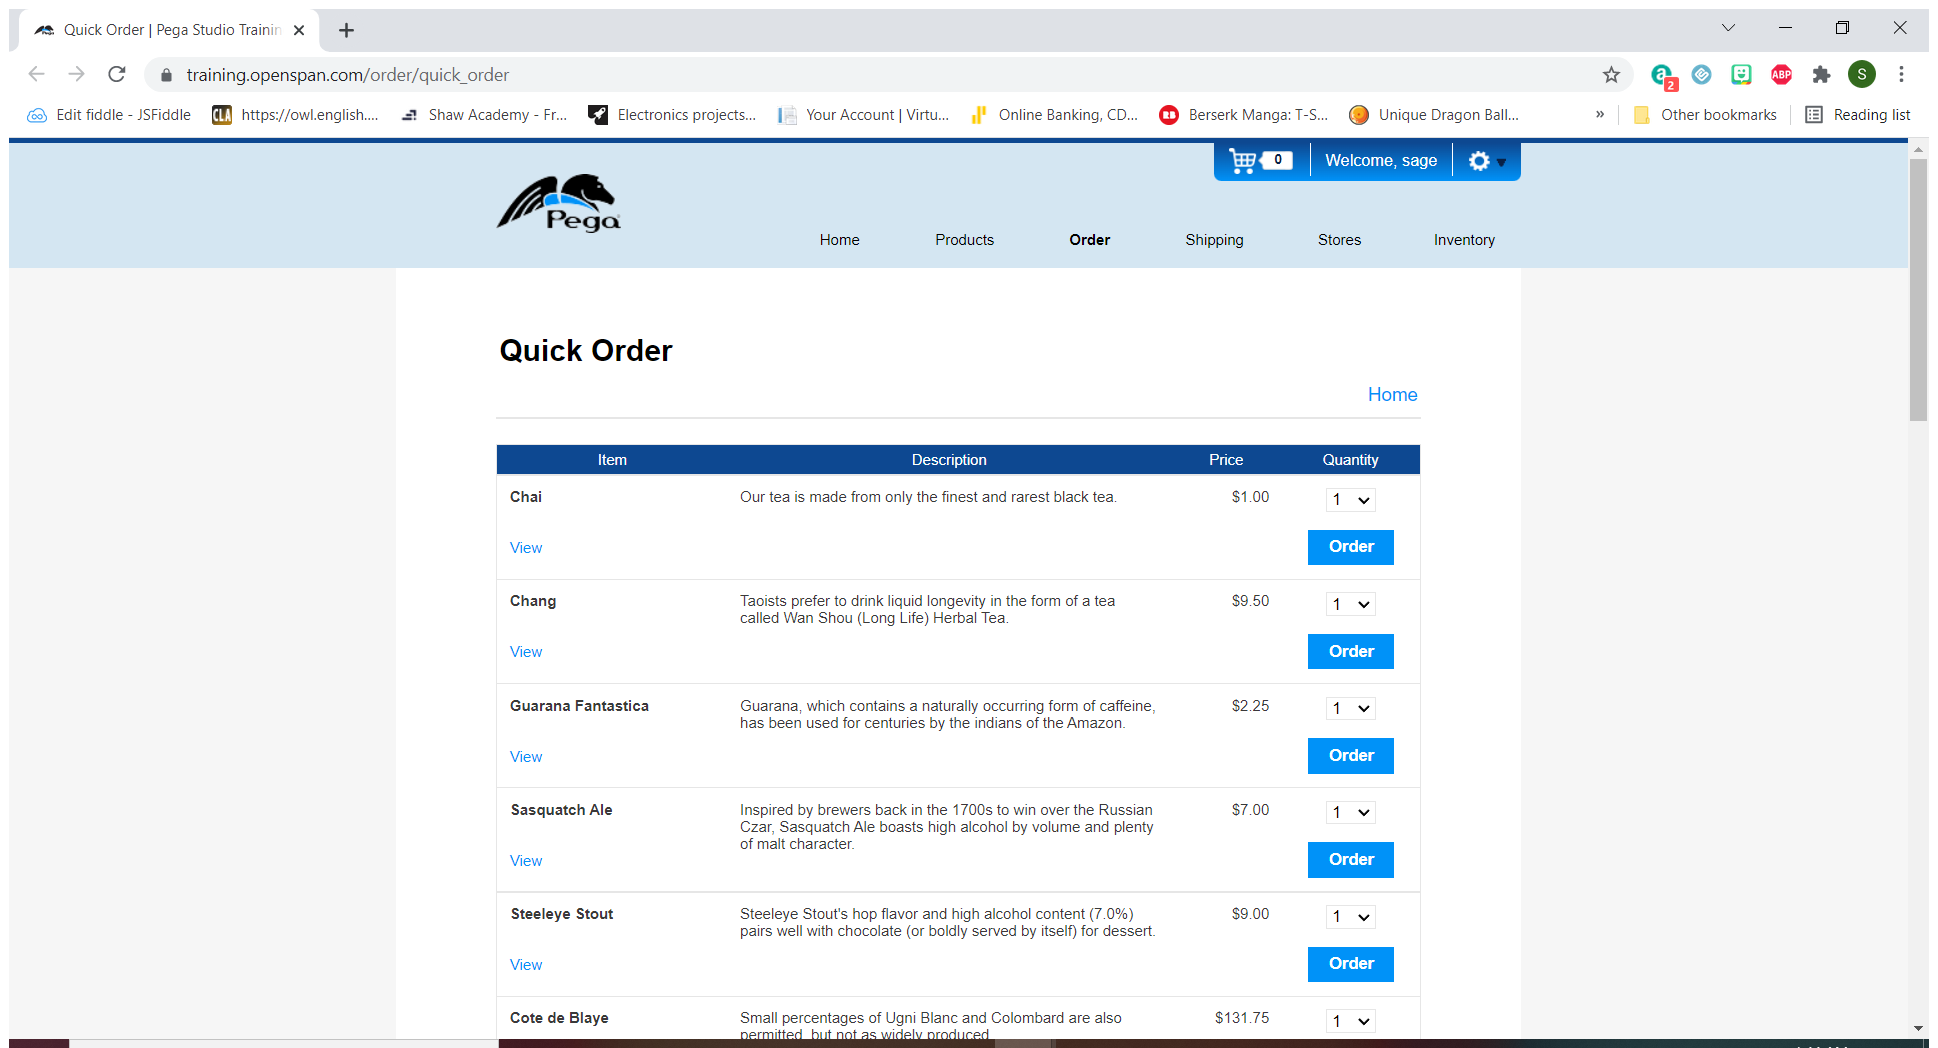 Quick Order | Pega Studio Trainin
training.openspan.com/order/quick_order
2
ABP
S
Edit fiddle - JSFiddle
CLA
https://owl.english....
Shaw Academy - Fr...
Electronics projects...
Your Account | Virtu...
Online Banking, CD...
Berserk Manga: T-S...
Unique Dragon Ball...
»
Other bookmarks
Reading list
0
Welcome, sage
Pega
Home
Products
Order
Shipping
Stores
Inventory
Quick Order
Home
Item Description Price Quantity
Chai
Our tea is made from only the finest and rarest black tea.
$1.00
1
View
Order
Chang
Taoists prefer to drink liquid longevity in the form of a tea
called Wan Shou (Long Life) Herbal Tea.
$9.50
1
View
Order
Guarana Fantastica
Guarana, which contains a naturally occurring form of caffeine,
has been used for centuries by the indians of the Amazon.
$2.25
1
View
Order
Sasquatch Ale
Inspired by brewers back in the 1700s to win over the Russian
Czar, Sasquatch Ale boasts high alcohol by volume and plenty
of malt character.
$7.00
1
View
Order
Steeleye Stout
Steeleye Stout's hop flavor and high alcohol content (7.0%)
pairs well with chocolate (or boldly served by itself) for dessert.
$9.00
1
View
Order
Cote de Blaye
Small percentages of Ugni Blanc and Colombard are also
permitted, but not as widely produced
$131.75
1